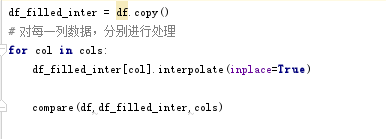 df_filled_inter = df.copy()
# 对每一列数据，分别进行处理
for col in cols:
    df_filled_inter[col].interpolate(inplace=True)
    compare(df,df_filled_inter,cols)